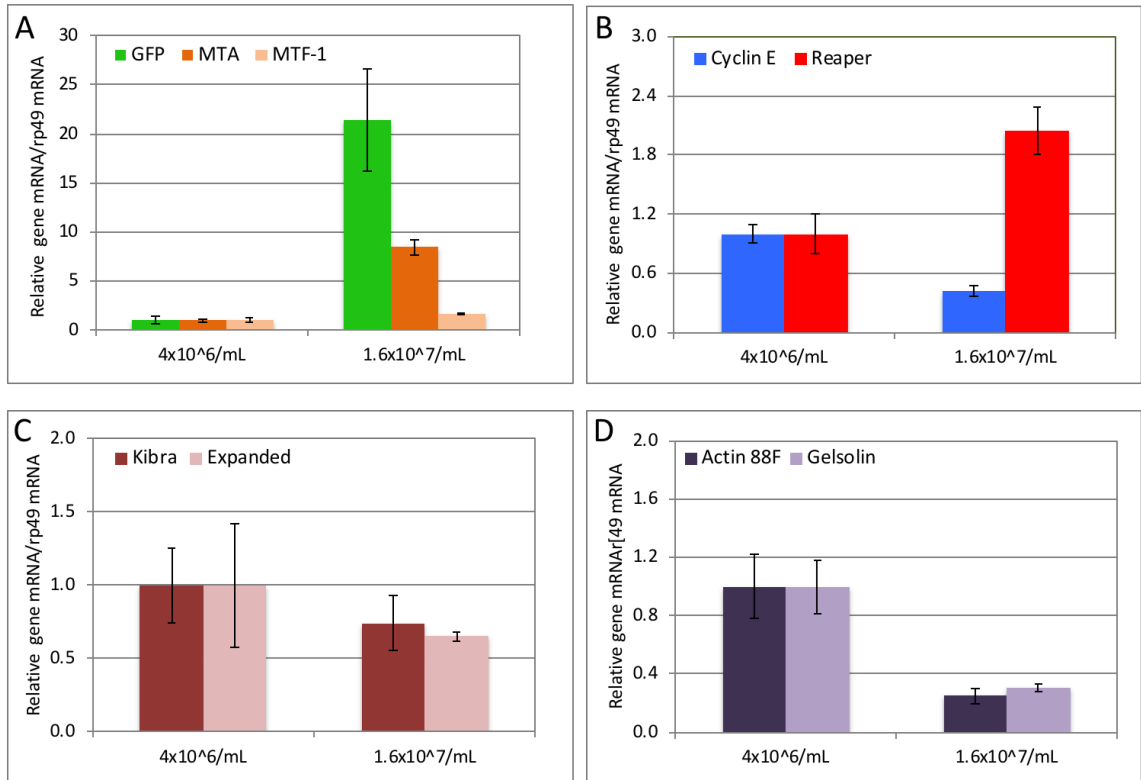 A
Relative gene mRNA/rp49 mRNA
30
25
20
15
10
5
0
GFP MTA MTF-1
4x10^6/mL 1.6x10^7/mL
B
Relative gene mRNA/rp49 mRNA
3.0
2.4
1.8
1.2
0.6
0.0
Cyclin E Reaper
4x10^6/mL 1.6x10^7/mL
C
Relative gene mRNA/rp49 mRNA
2.0
1.5
1.0
0.5
0.0
Kibra Expanded
4x10^6/mL 1.6x10^7/mL
D
Relative gene mRNAr[49 mRNA
2.0
1.6
1.2
0.8
0.4
0.0
Actin 88F Gelsolin
4x10^6/mL 1.6x10^7/mL